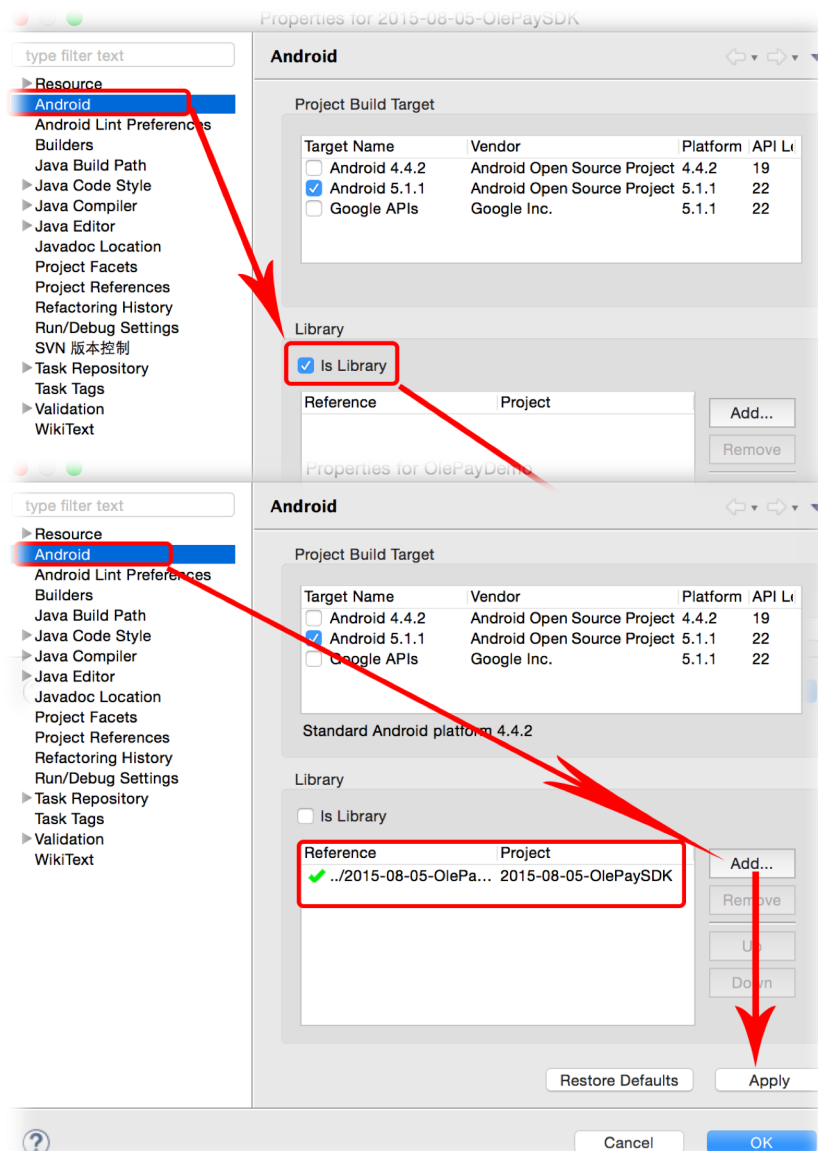 Properties for 2015-08-05-OlePaySDK
type filter text
Android
Resource
Android
Android Lint Preferences
Builders
Java Build Path
Java Code Style
Java Compiler
Java Editor
Javadoc Location
Project Facets
Project References
Refactoring History
Run/Debug Settings
SVN 版本控制
Task Repository
Task Tags
Validation
WikiText
Project Build Target
Target Name Vendor Platform API Le
Android 4.4.2 Android Open Source Project 4.4.2 19
Android 5.1.1 Android Open Source Project 5.1.1 22
Google APIs Google Inc. 5.1.1 22
Library
Is Library
Reference Project
Add...
Remove
Properties for OlePayDemo
type filter text
Android
Resource
Android
Android Lint Preferences
Builders
Java Build Path
Java Code Style
Java Compiler
Java Editor
Javadoc Location
Project Facets
Project References
Refactoring History
Run/Debug Settings
Task Repository
Task Tags
Validation
WikiText
Project Build Target
Target Name Vendor Platform API Le
Android 4.4.2 Android Open Source Project 4.4.2 19
Android 5.1.1 Android Open Source Project 5.1.1 22
Google APIs Google Inc. 5.1.1 22
Standard Android platform 4.4.2
Library
Is Library
Reference Project
../2015-08-05-OlePa... 2015-08-05-OlePaySDK
Add...
Remove
Up
Down
Restore Defaults Apply
? Cancel OK